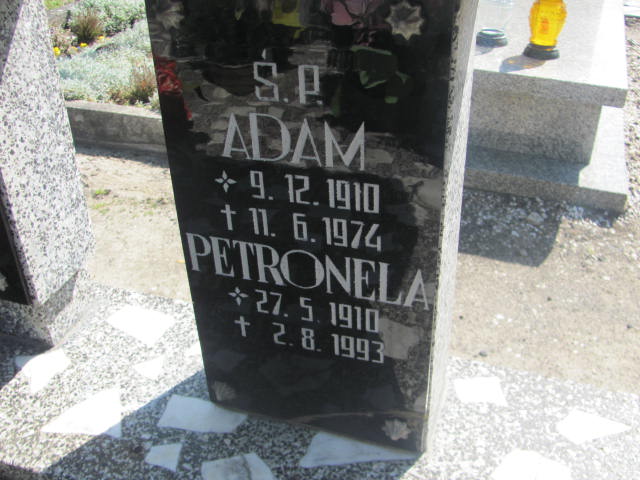 Ś.P.
ADAM
✧ 9.12.1910
✝ 11.6.1974
PETRONELA
✧ 27.5.1910
✝ 2.8.1993